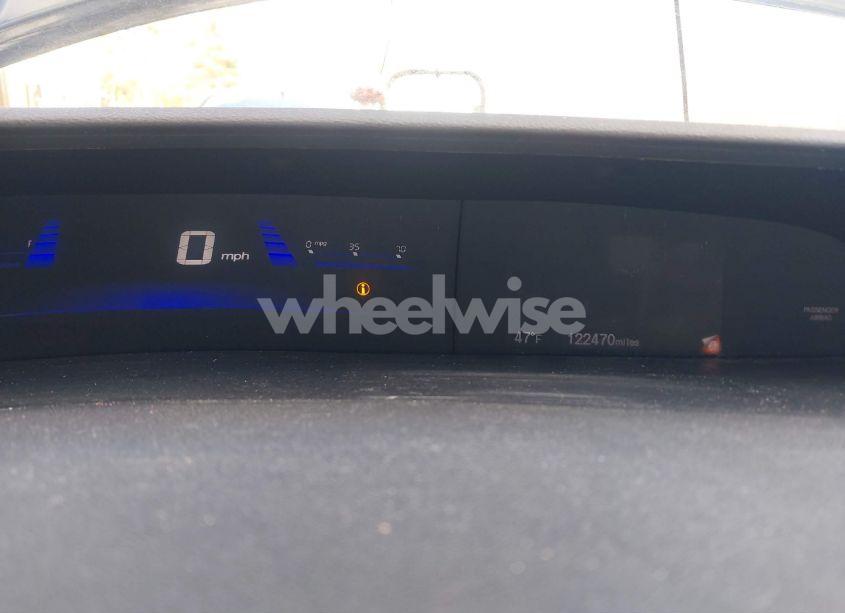 F
0 mph
0 mpg 35 70
wheelwise
47°F 122470miles
PASSENGER
AIRBAG